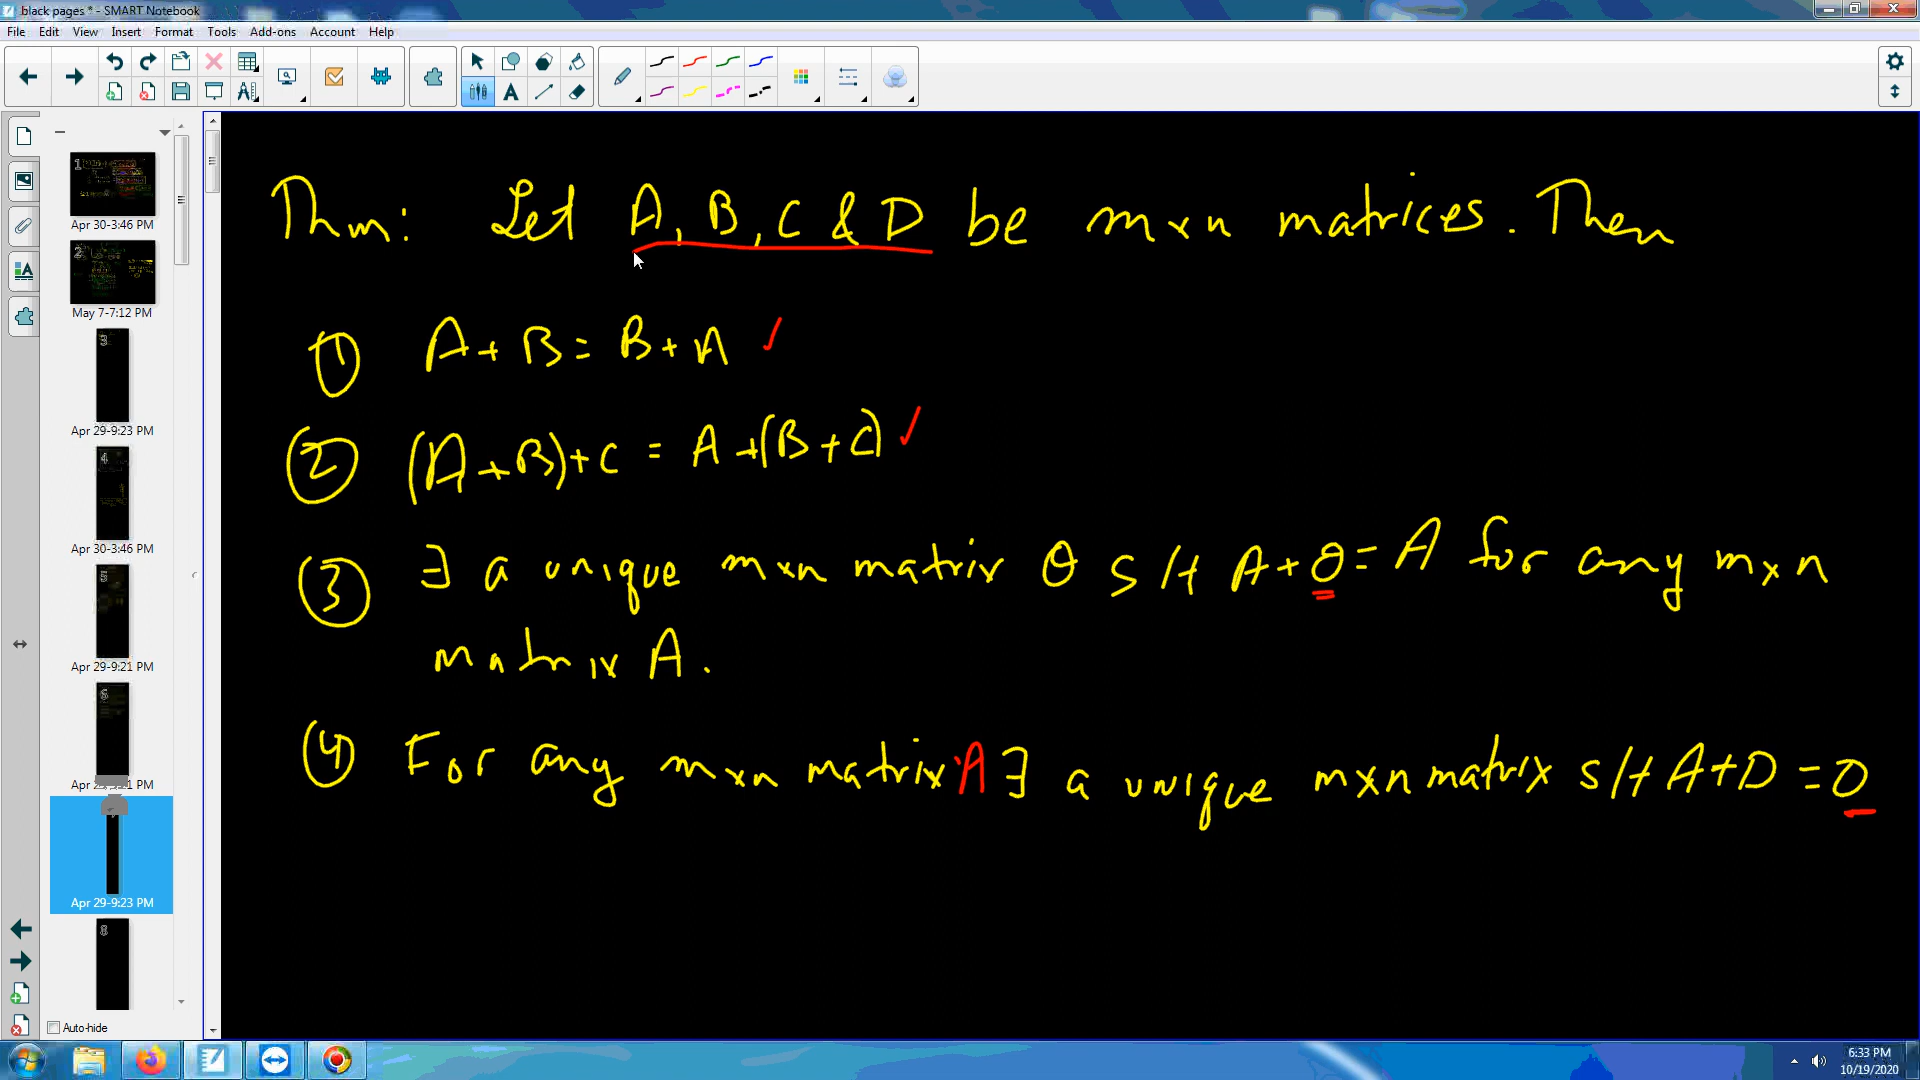 black pages * - SMART Notebook
File Edit View Insert Format Tools Add-ons Account Help
Apr 30-3:46 PM
May 7-7:12 PM
Apr 29-9:23 PM
Apr 30-3:46 PM
Apr 29-9:21 PM
Apr 29-9:23 PM
Auto-hide
Thm: Let A, B, C & D be m×n matrices. Then
① A + B = B + A ✓
② (A + B) + C = A + (B + C) ✓
③ ∃ a unique m×n matrix O s/t A + O = A for any m×n
matrix A.
④ For any m×n matrix A ∃ a unique m×n matrix s/t A + D = O
6:33 PM
10/19/2020